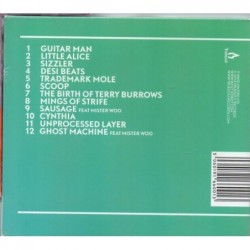 1 GUITAR MAN
2 LITTLE ALICE
3 SIZZLER
4 DESI BEATS
5 TRADEMARK MOLE
6 SCOOP
7 THE BIRTH OF TERRY BURROWS
8 MINGS OF STRIFE
9 SAUSAGE FEAT MISTER WOO
10 CYNTHIA
11 UNPROCESSED LAYER
12 GHOST MACHINE FEAT MISTER WOO